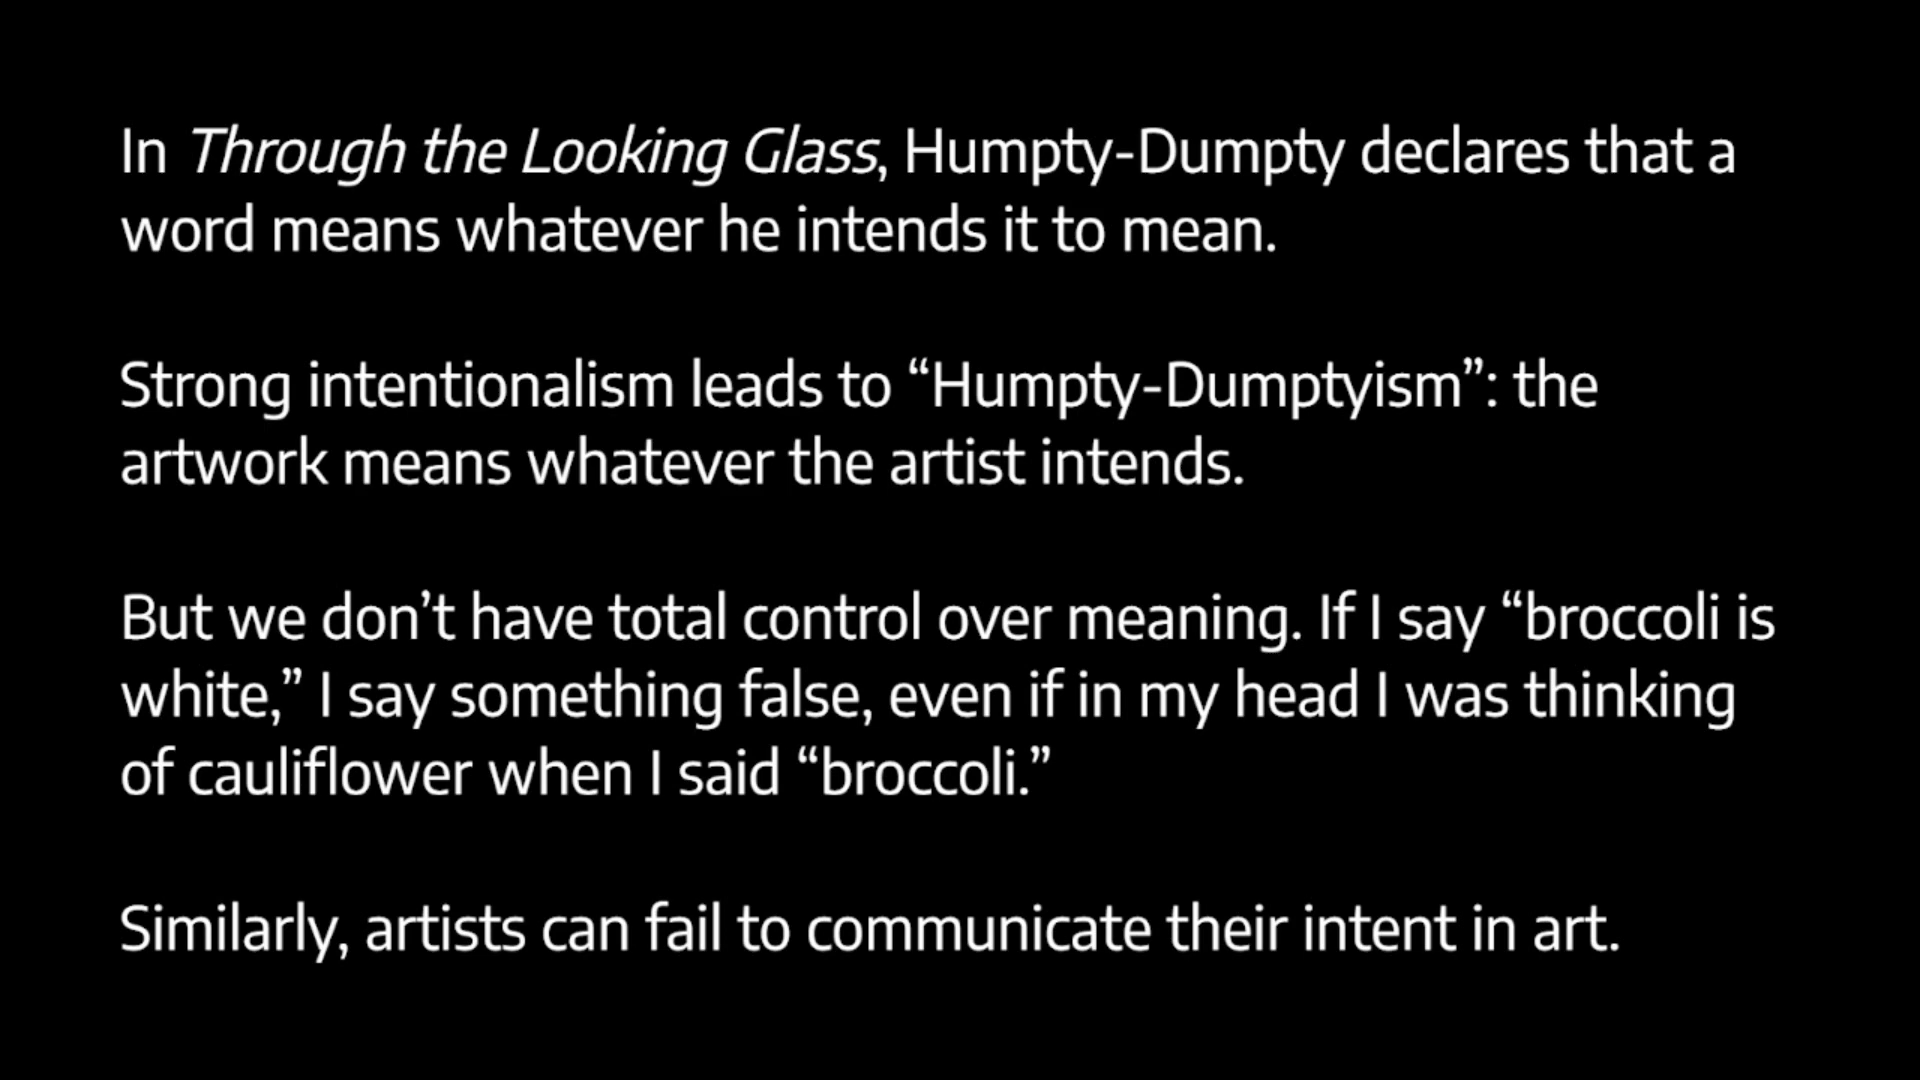 In Through the Looking Glass, Humpty-Dumpty declares that a
word means whatever he intends it to mean.
Strong intentionalism leads to “Humpty-Dumptyism”: the
artwork means whatever the artist intends.
But we don’t have total control over meaning. If I say “broccoli is
white,” I say something false, even if in my head I was thinking
of cauliflower when I said “broccoli.”
Similarly, artists can fail to communicate their intent in art.